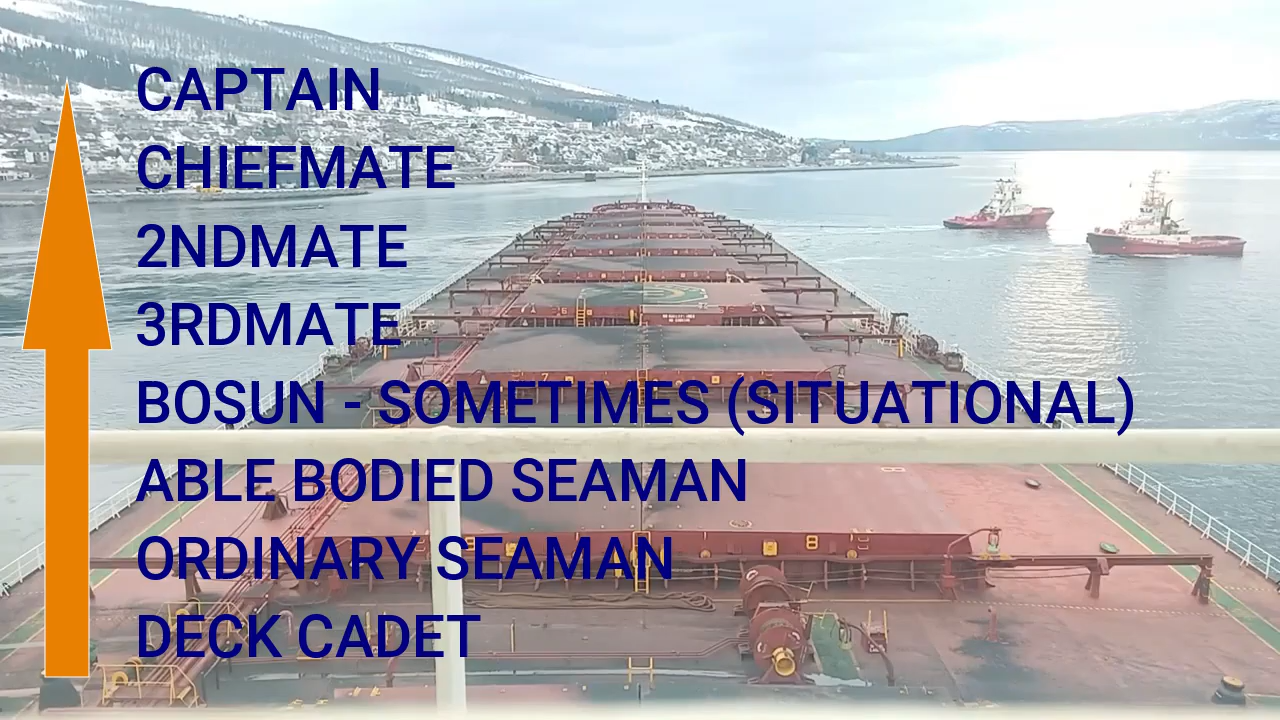 CAPTAIN
CHIEFMATE
2NDMATE
3RDMATE
BOSUN - SOMETIMES (SITUATIONAL)
ABLE BODIED SEAMAN
ORDINARY SEAMAN
DECK CADET